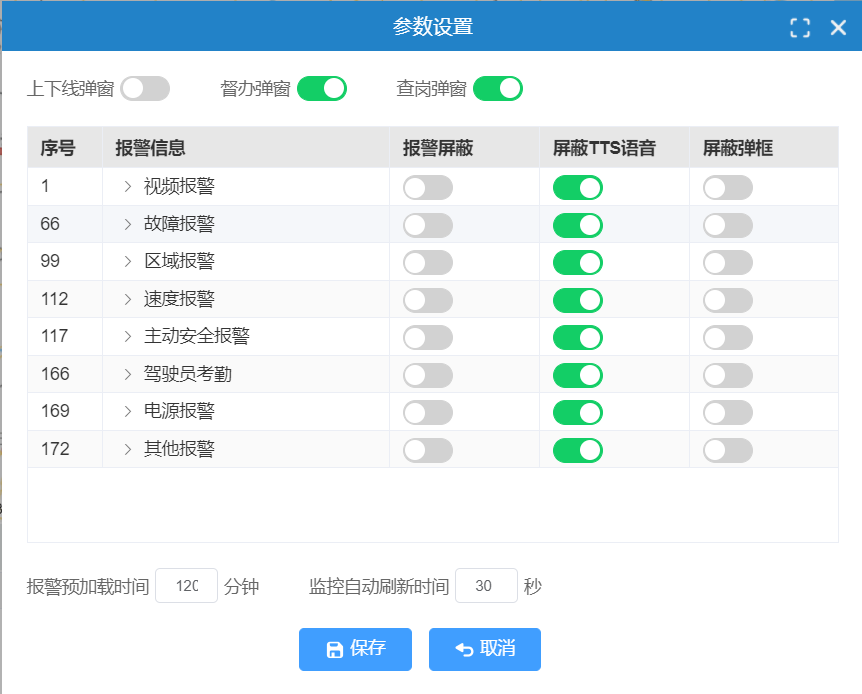 参数设置
上下线弹窗 督办弹窗 查岗弹窗
序号 报警信息 报警屏蔽 屏蔽TTS语音 屏蔽弹框
1 视频报警
66 故障报警
99 区域报警
112 速度报警
117 主动安全报警
166 驾驶员考勤
169 电源报警
172 其他报警
报警预加载时间 120 分钟 监控自动刷新时间 30 秒
保存 取消